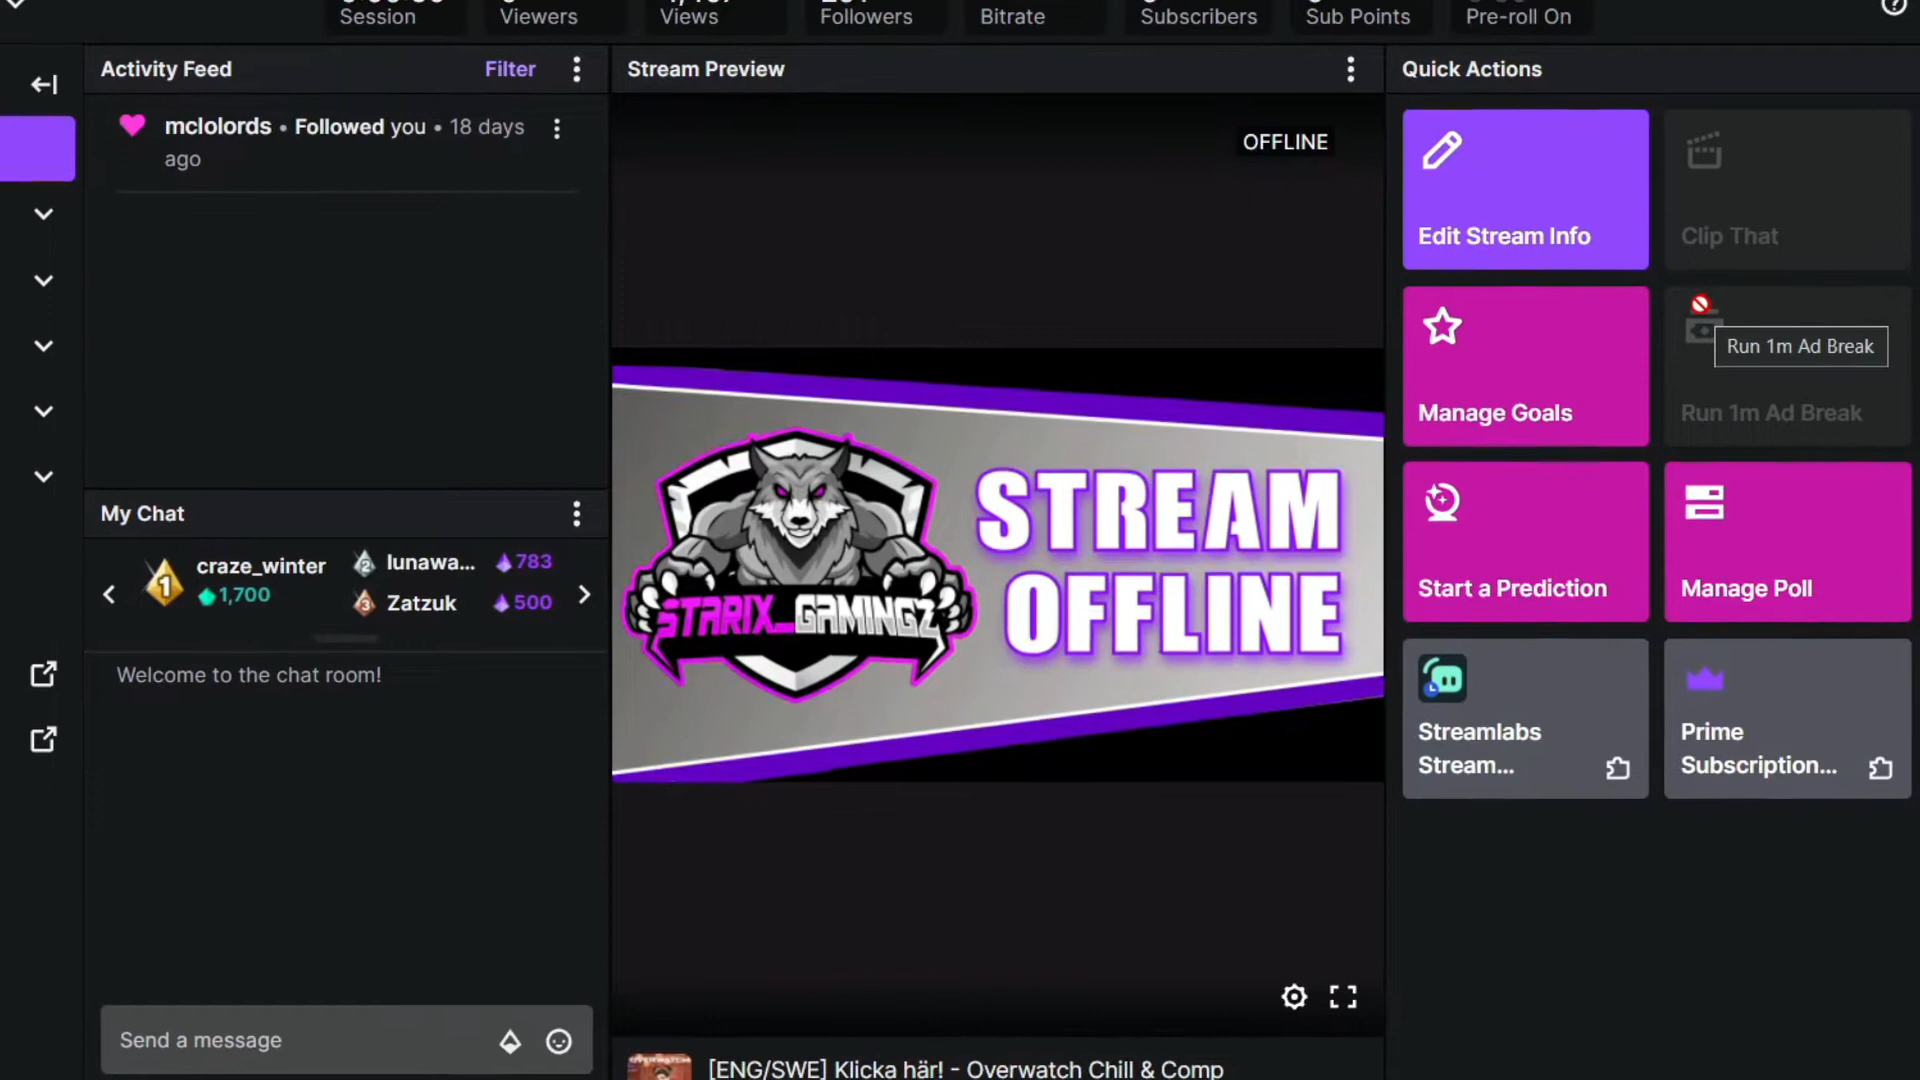 Session
Viewers
Views
Followers
Bitrate
Subscribers
Sub Points
Pre-roll On
Activity Feed
Filter
mclolords • Followed you • 18 days
ago
My Chat
1
craze_winter
1,700
2
lunawa...
783
3
Zatzuk
500
Welcome to the chat room!
Send a message
Stream Preview
OFFLINE
STARIX_GAMINGZ
STREAM
OFFLINE
[ENG/SWE] Klicka här! - Overwatch Chill & Comp
Quick Actions
Edit Stream Info
Clip That
Manage Goals
Run 1m Ad Break
Run 1m Ad Break
Start a Prediction
Manage Poll
Streamlabs
Stream...
Prime
Subscription...